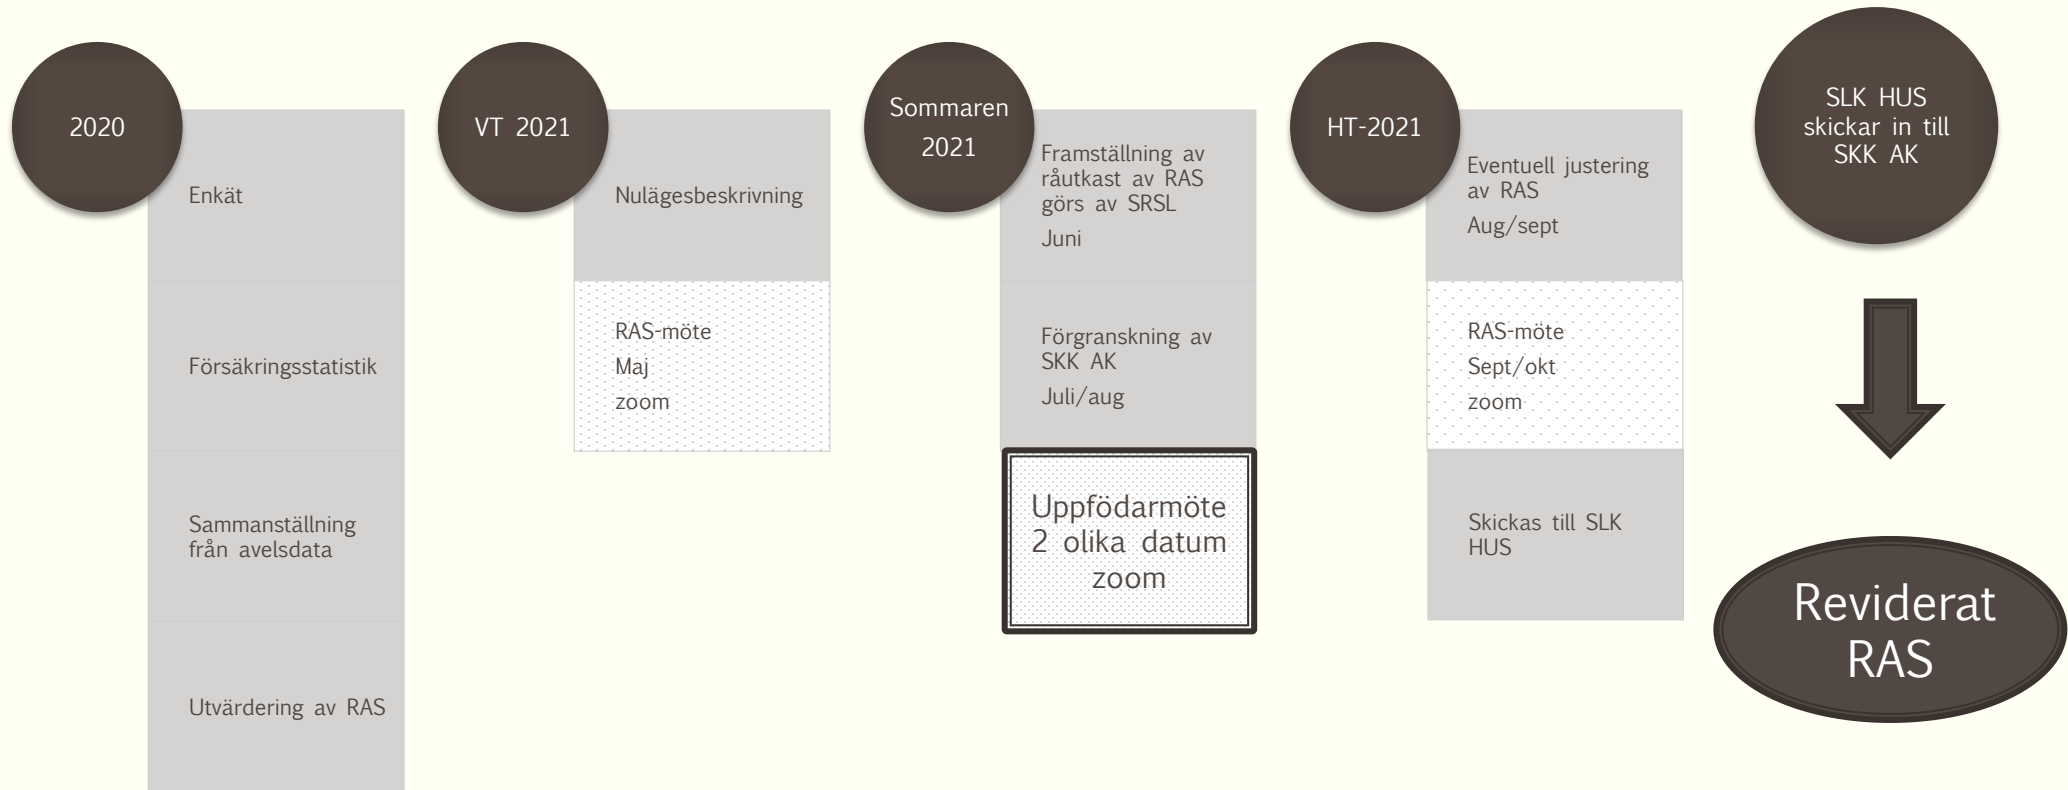 2020
Enkät
Försäkringsstatistik
Sammanställning
från avelsdata
Utvärdering av RAS
VT 2021
Nulägesbeskrivning
RAS-möte
Maj
zoom
Sommaren
2021
Framställning av
råutkast av RAS
görs av SRSL
Juni
Förgranskning av
SKK AK
Juli/aug
Uppfödarmöte
2 olika datum
zoom
HT-2021
Eventuell justering
av RAS
Aug/sept
RAS-möte
Sept/okt
zoom
Skickas till SLK
HUS
SLK HUS
skickar in till
SKK AK
Reviderat
RAS